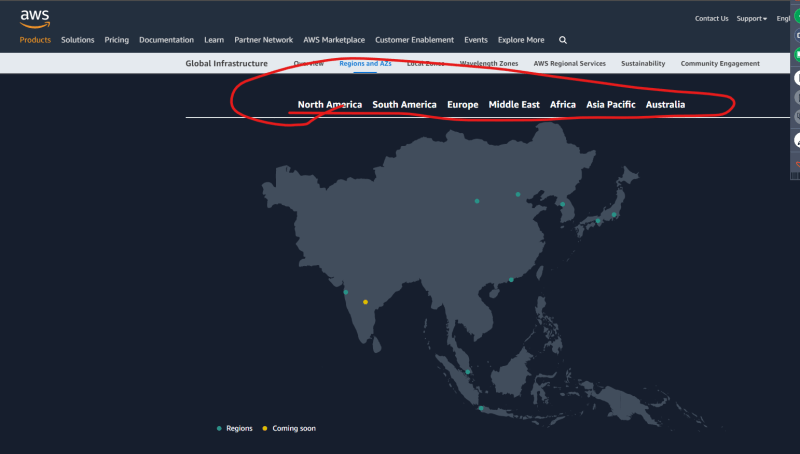 aws
Contact Us Support Engl
Products Solutions Pricing Documentation Learn Partner Network AWS Marketplace Customer Enablement Events Explore More
Global Infrastructure Overview Regions and AZs Local Zones Wavelength Zones AWS Regional Services Sustainability Community Engagement
North America South America Europe Middle East Africa Asia Pacific Australia
Regions Coming soon